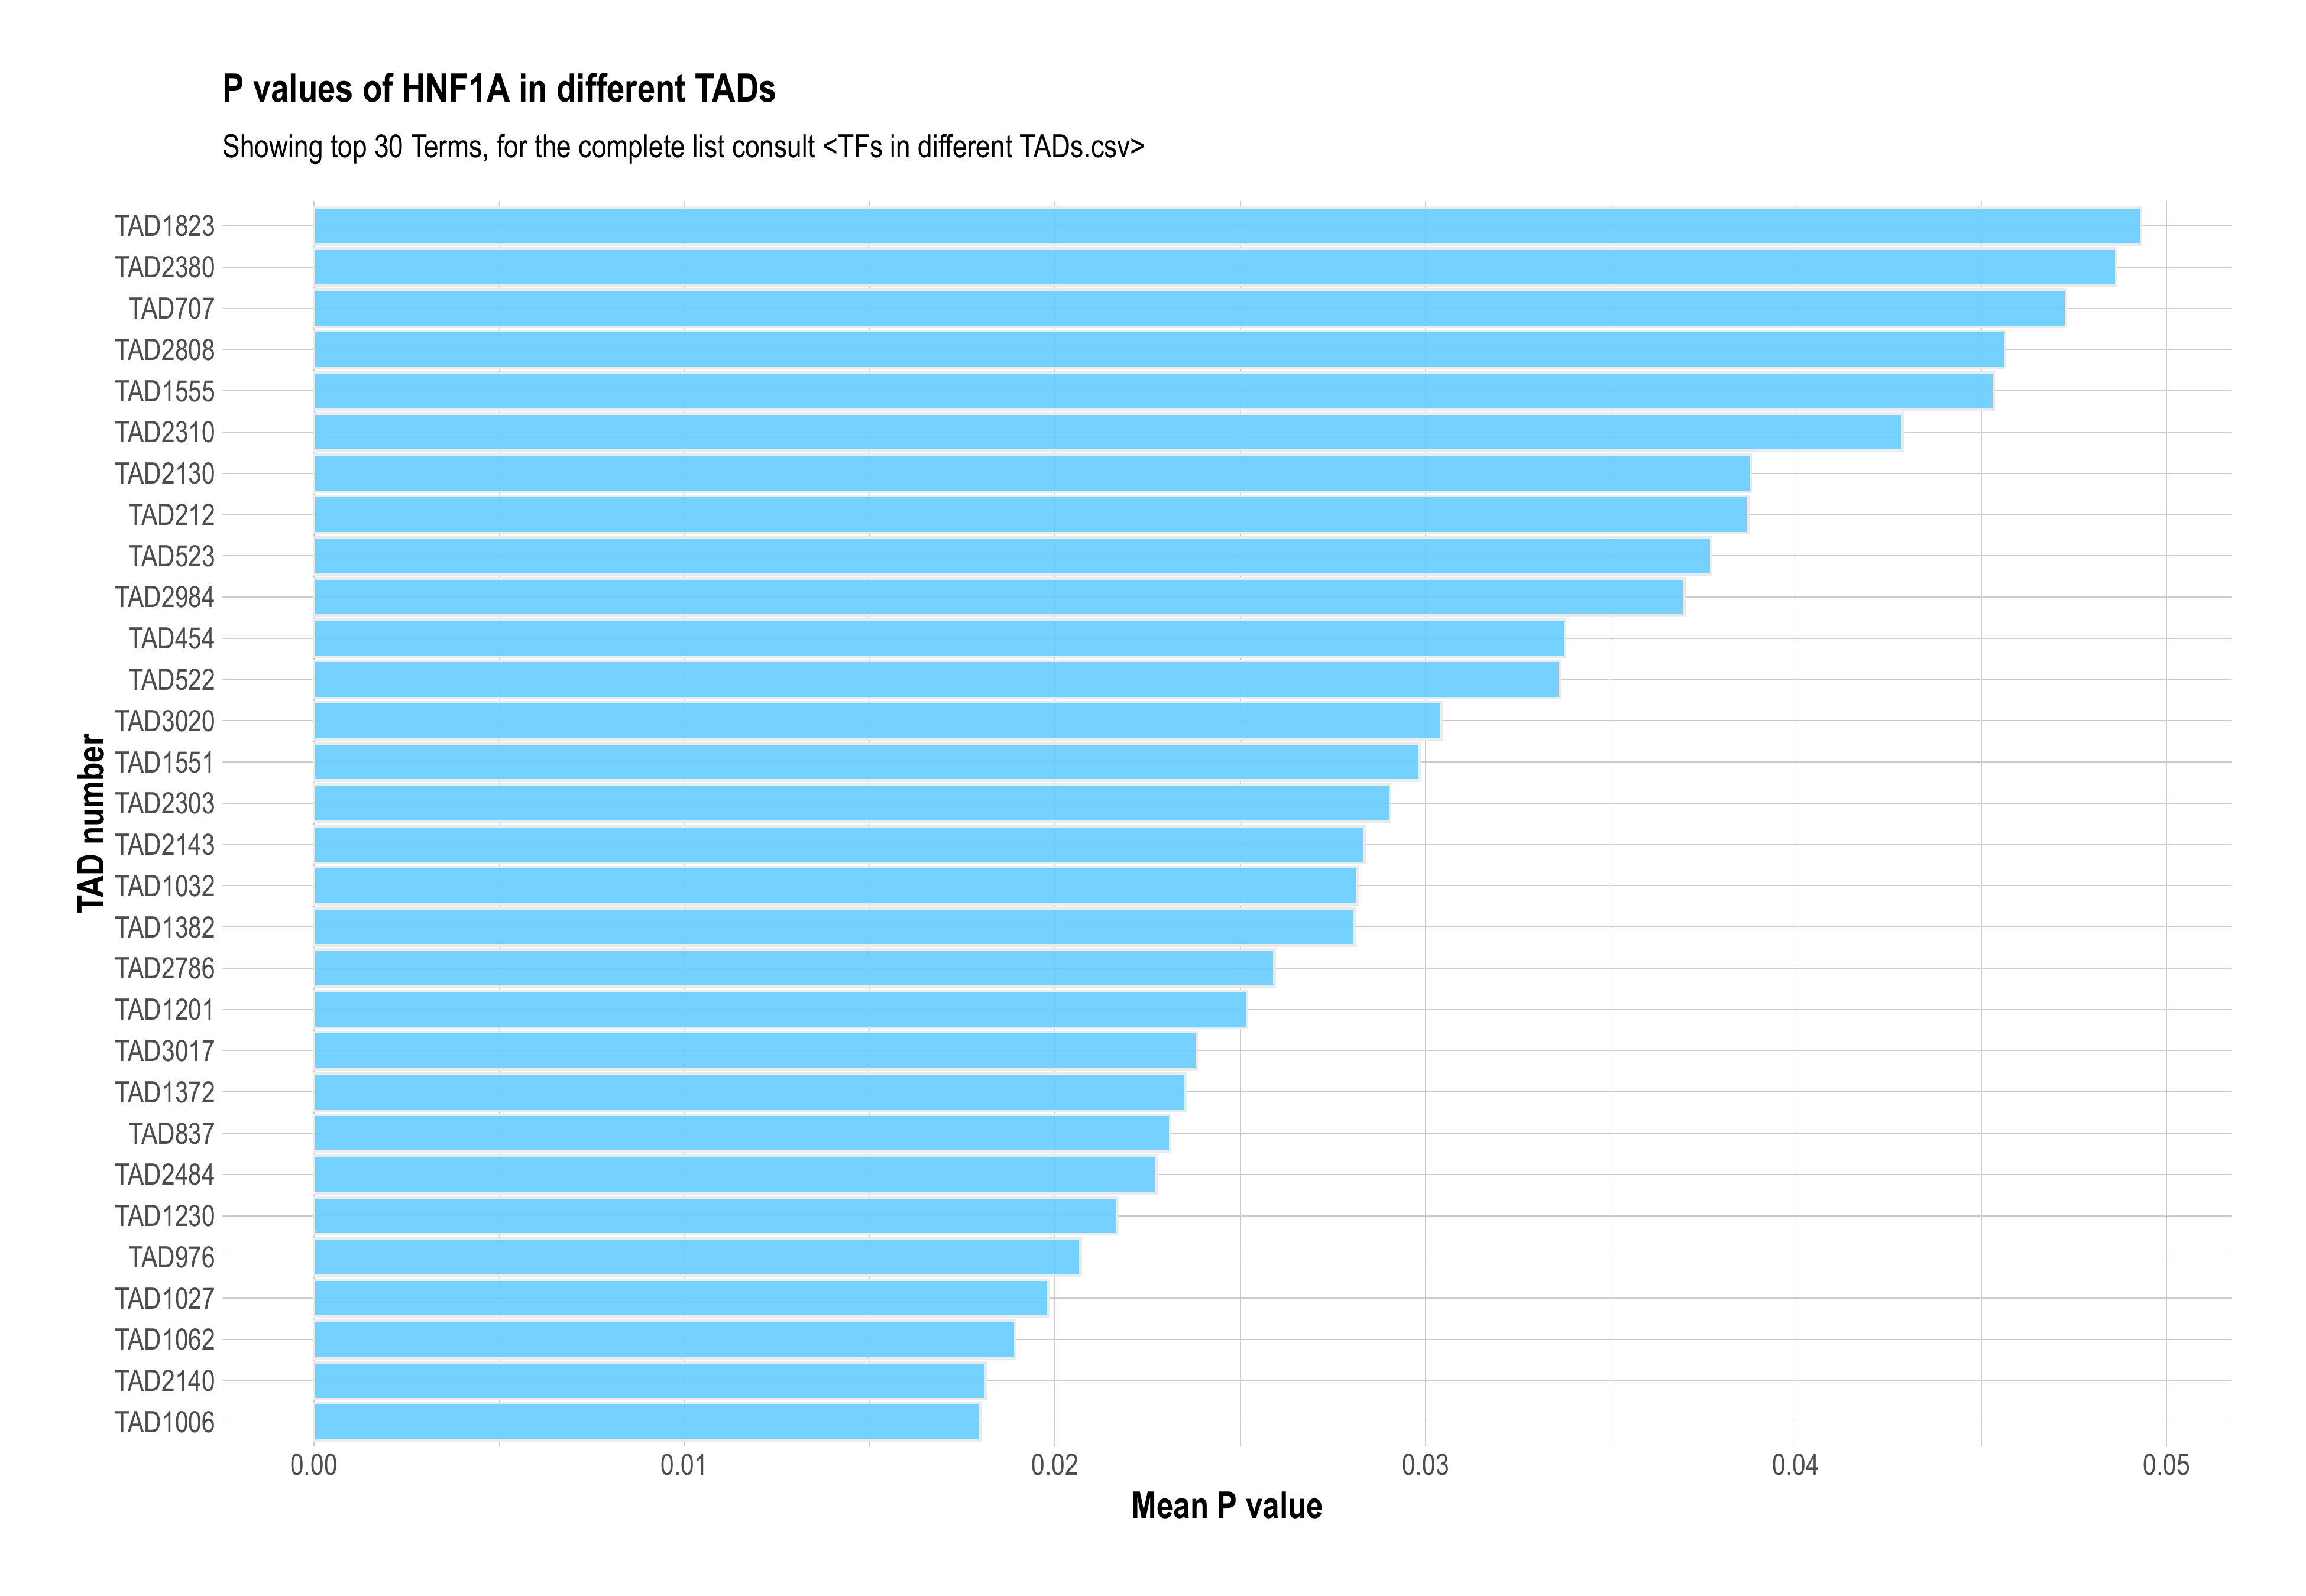 P values of HNF1A in different TADs
Showing top 30 Terms, for the complete list consult <TFs in different TADs.csv>
TAD number
TAD1823
TAD2380
TAD707
TAD2808
TAD1555
TAD2310
TAD2130
TAD212
TAD523
TAD2984
TAD454
TAD522
TAD3020
TAD1551
TAD2303
TAD2143
TAD1032
TAD1382
TAD2786
TAD1201
TAD3017
TAD1372
TAD837
TAD2484
TAD1230
TAD976
TAD1027
TAD1062
TAD2140
TAD1006
0.00 0.01 0.02 0.03 0.04 0.05
Mean P value